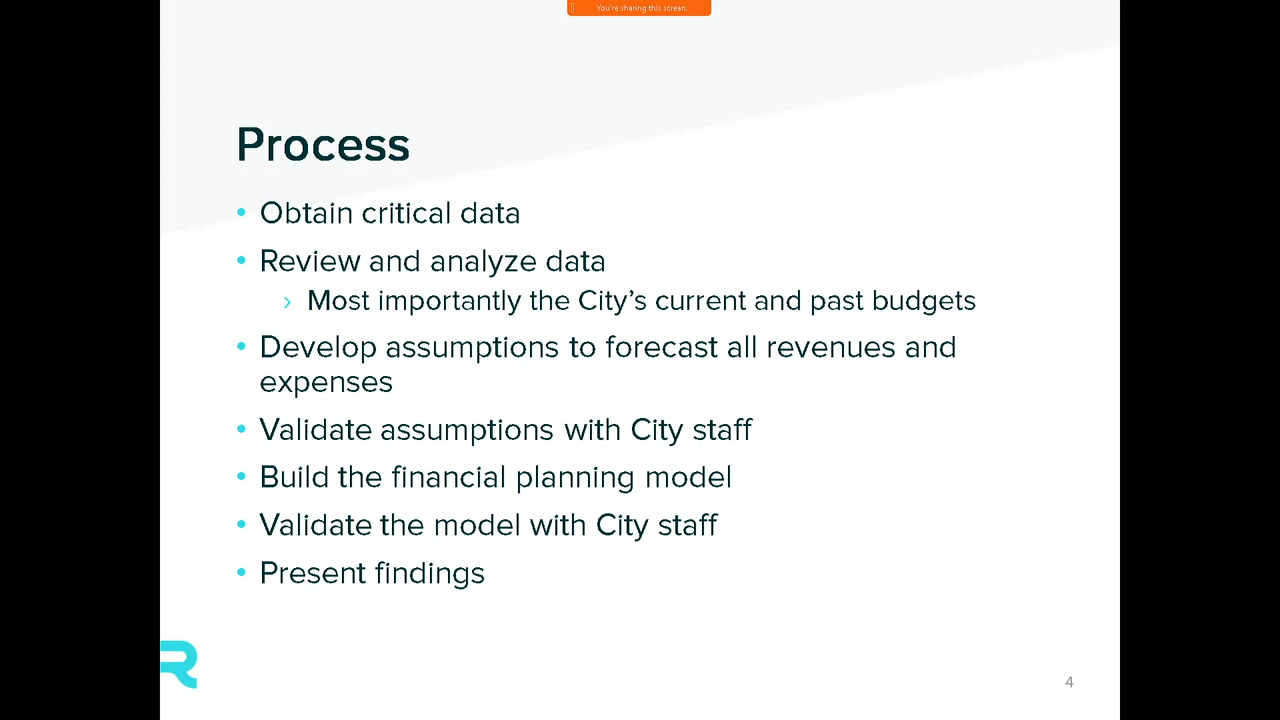 You're sharing this screen.
Process
• Obtain critical data
• Review and analyze data
› Most importantly the City’s current and past budgets
• Develop assumptions to forecast all revenues and
expenses
• Validate assumptions with City staff
• Build the financial planning model
• Validate the model with City staff
• Present findings
R
4